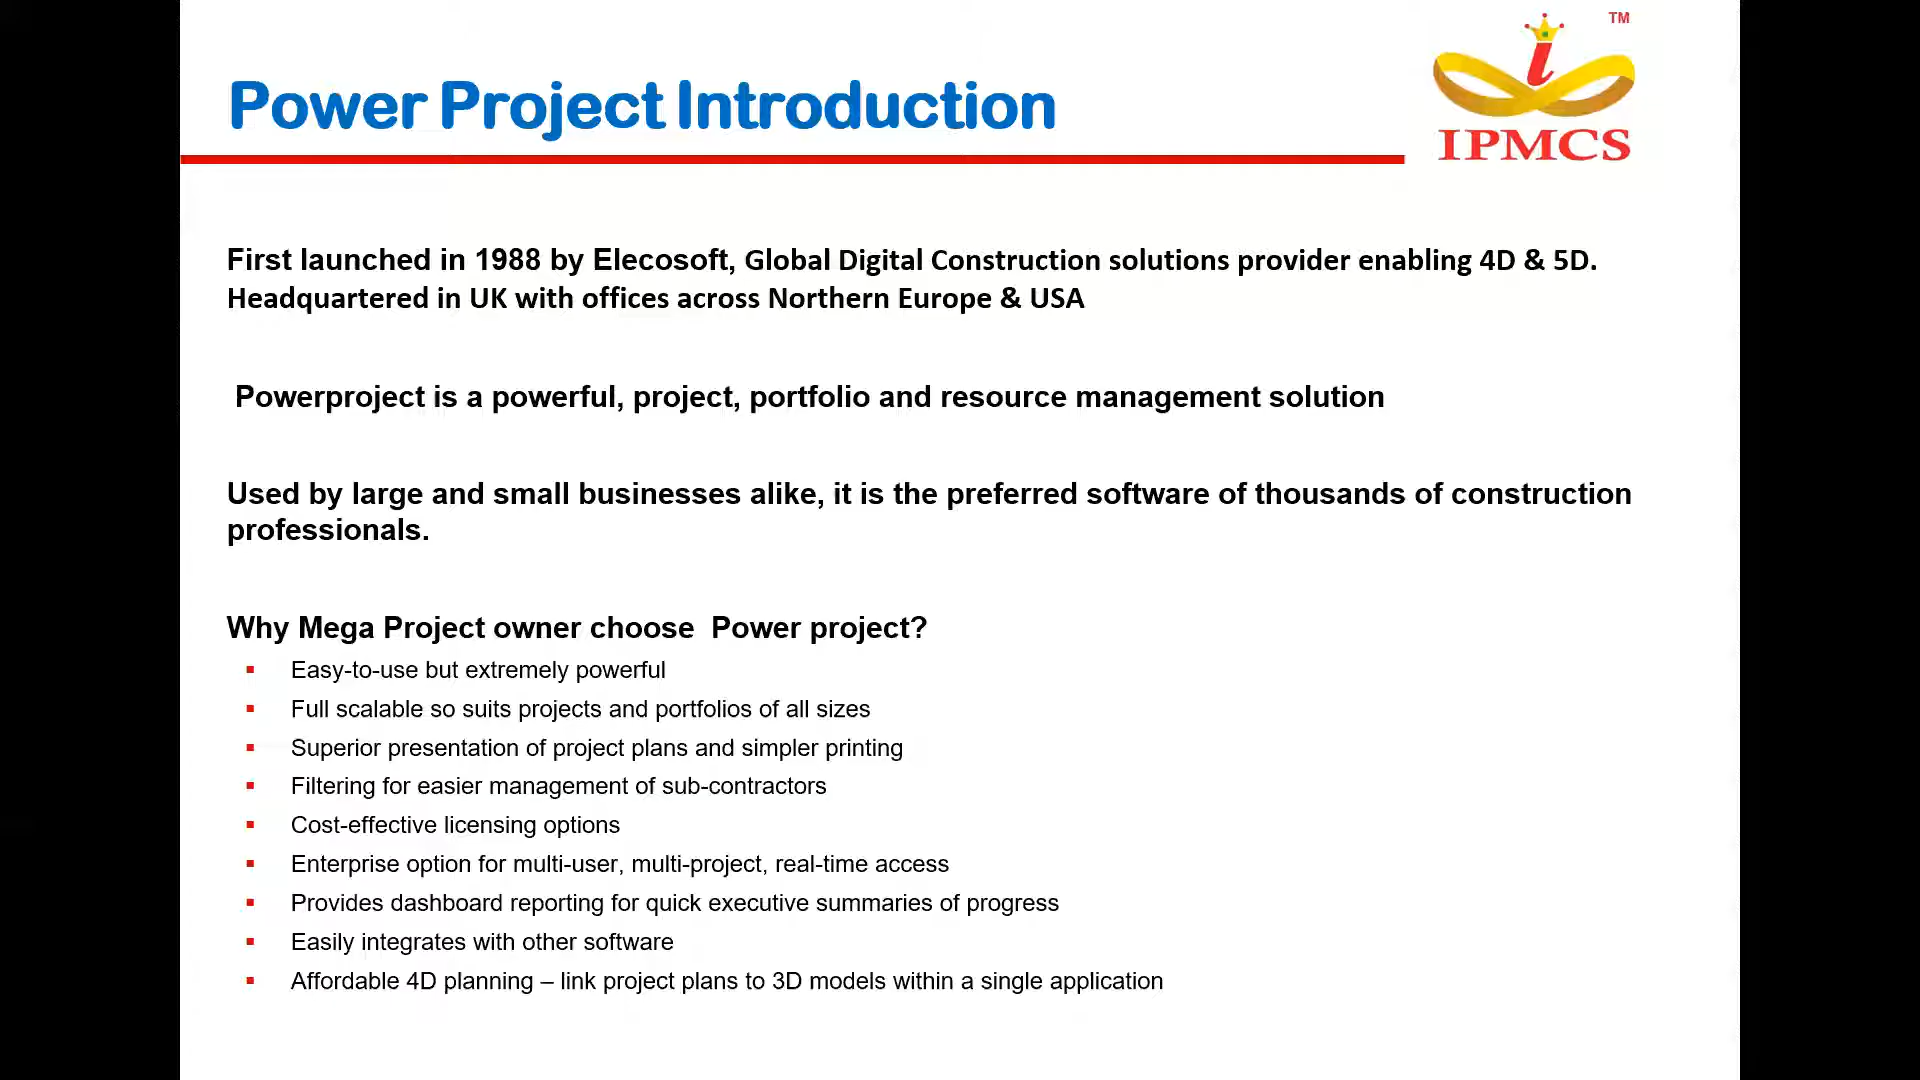 Power Project Introduction
TM
i
IPMCS
First launched in 1988 by Elecosoft, Global Digital Construction solutions provider enabling 4D & 5D.
Headquartered in UK with offices across Northern Europe & USA
Powerproject is a powerful, project, portfolio and resource management solution
Used by large and small businesses alike, it is the preferred software of thousands of construction
professionals.
Why Mega Project owner choose  Power project?
▪ Easy-to-use but extremely powerful
▪ Full scalable so suits projects and portfolios of all sizes
▪ Superior presentation of project plans and simpler printing
▪ Filtering for easier management of sub-contractors
▪ Cost-effective licensing options
▪ Enterprise option for multi-user, multi-project, real-time access
▪ Provides dashboard reporting for quick executive summaries of progress
▪ Easily integrates with other software
▪ Affordable 4D planning – link project plans to 3D models within a single application